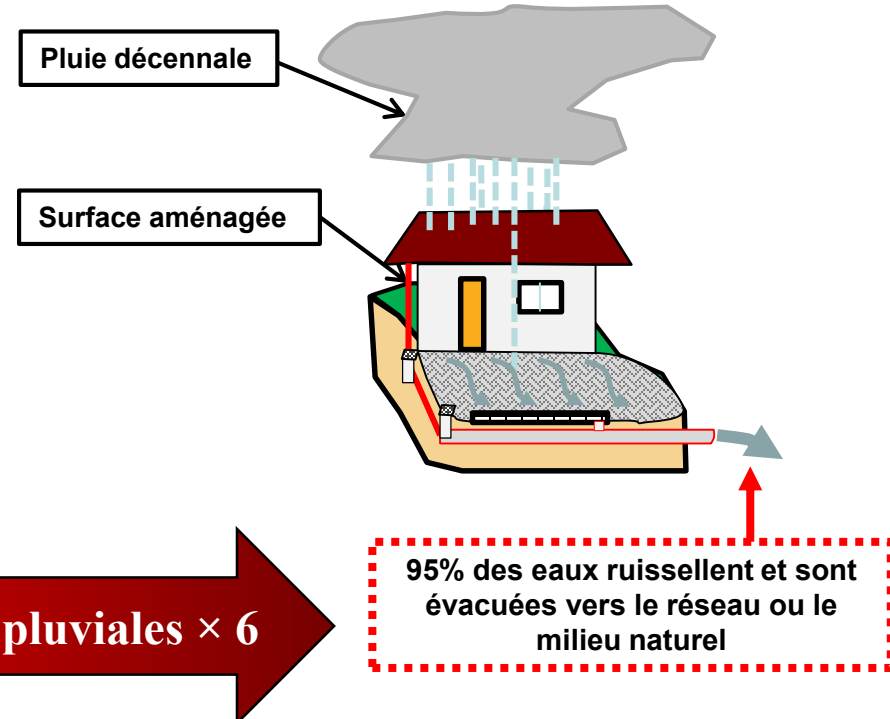 Pluie décennale
Surface aménagée
pluviales × 6
95% des eaux ruissellent et sont
évacuées vers le réseau ou le
milieu naturel